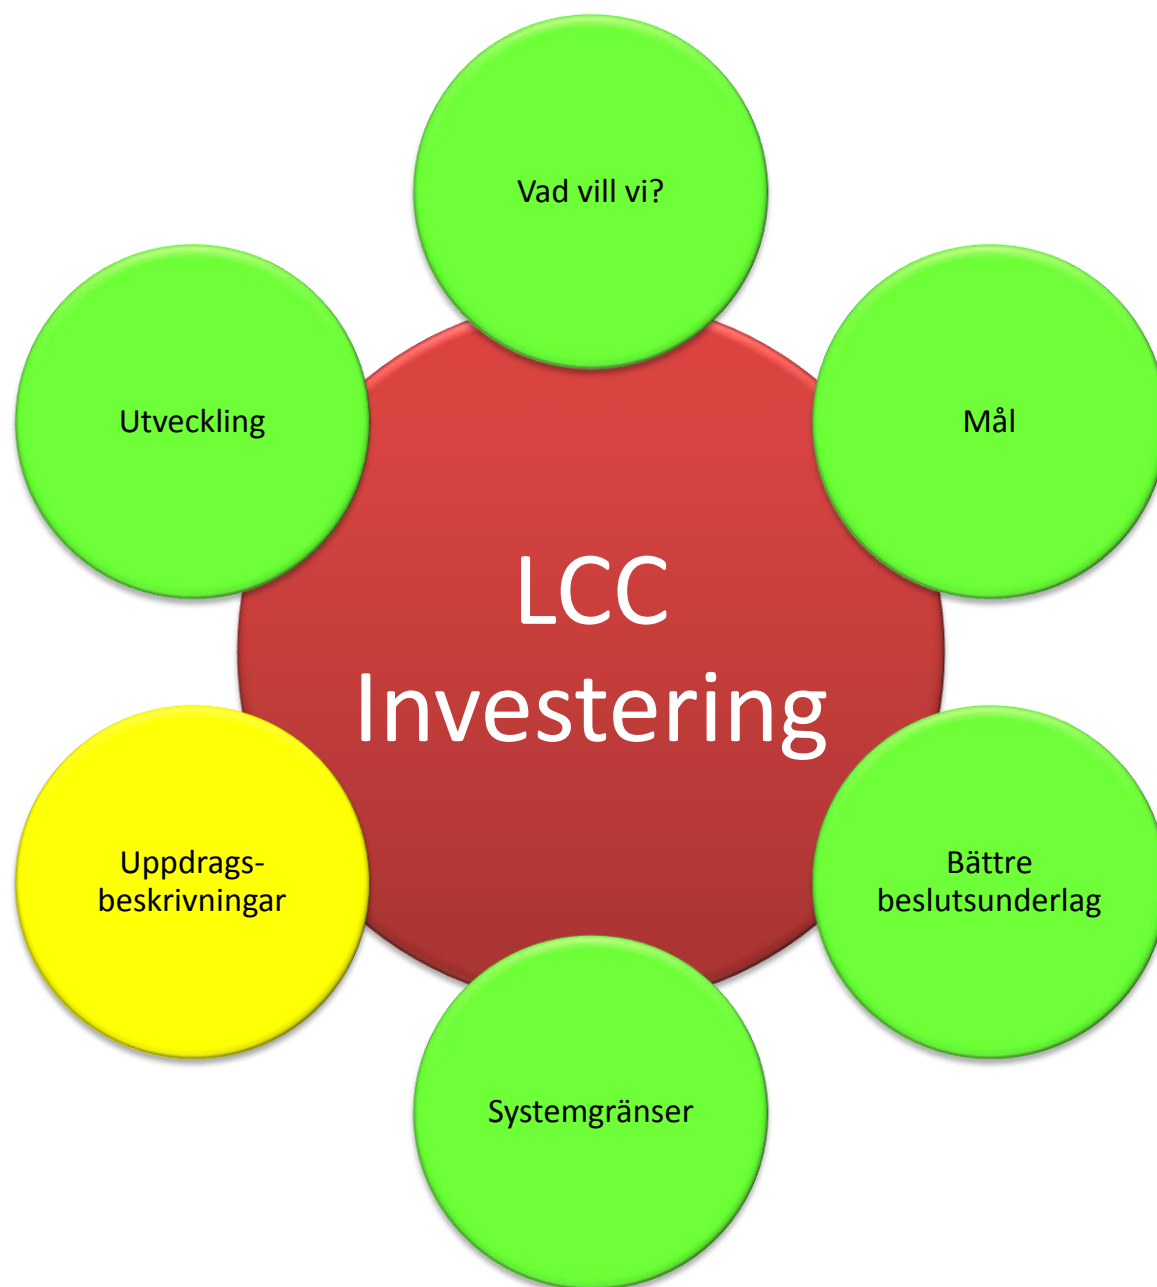 Vad vill vi?
Utveckling
Mål
LCC
Investering
Uppdrags-
beskrivningar
Bättre
beslutsunderlag
Systemgränser